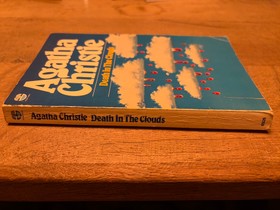 Agatha
Christie
Death In The Clouds
Agatha Christie Death In The Clouds